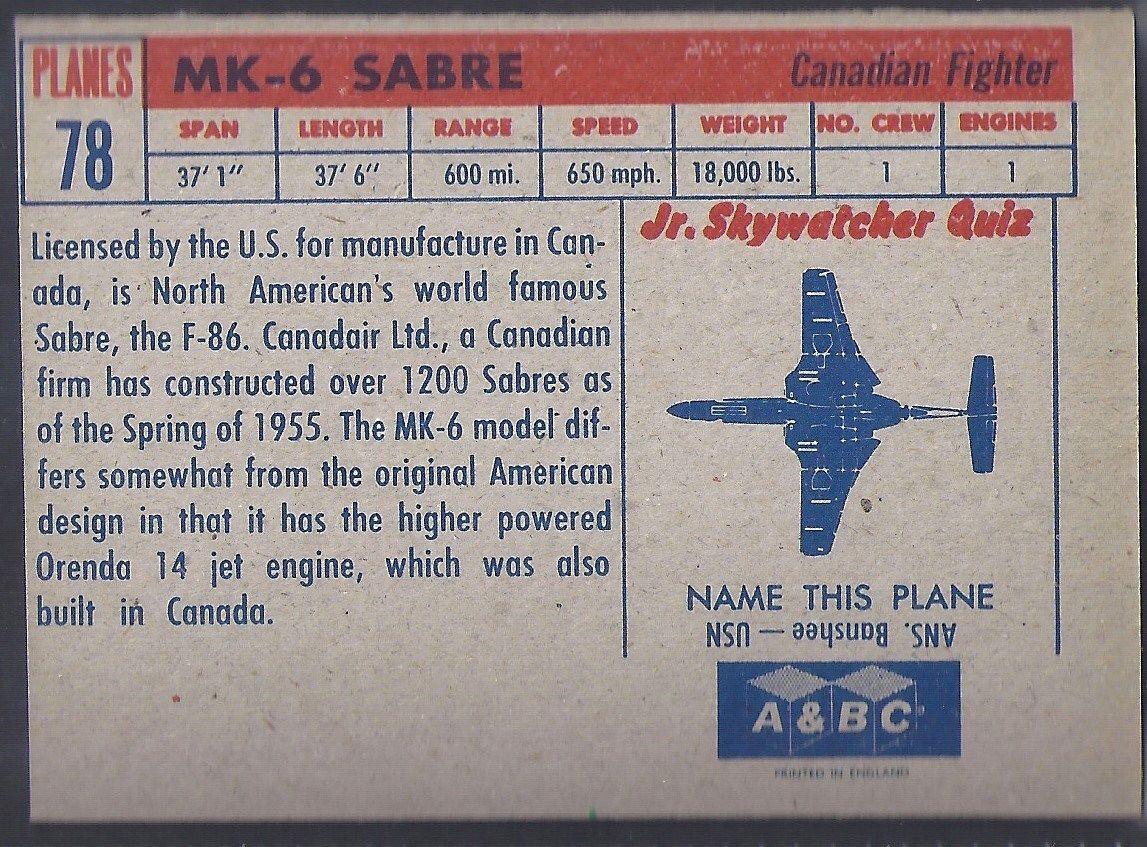 PLANES
78
MK-6 SABRE Canadian Fighter
SPAN LENGTH RANGE SPEED WEIGHT NO. CREW ENGINES
37' 1" 37' 6" 600 mi. 650 mph. 18,000 lbs. 1 1
Licensed by the U.S. for manufacture in Can-
ada, is North American's world famous
Sabre, the F-86. Canadair Ltd., a Canadian
firm has constructed over 1200 Sabres as
of the Spring of 1955. The MK-6 model dif-
fers somewhat from the original American
design in that it has the higher powered
Orenda 14 jet engine, which was also
built in Canada.
Jr. Skywatcher Quiz
NAME THIS PLANE
ANS. Banshee — USN
A & B C
PRINTED IN ENGLAND